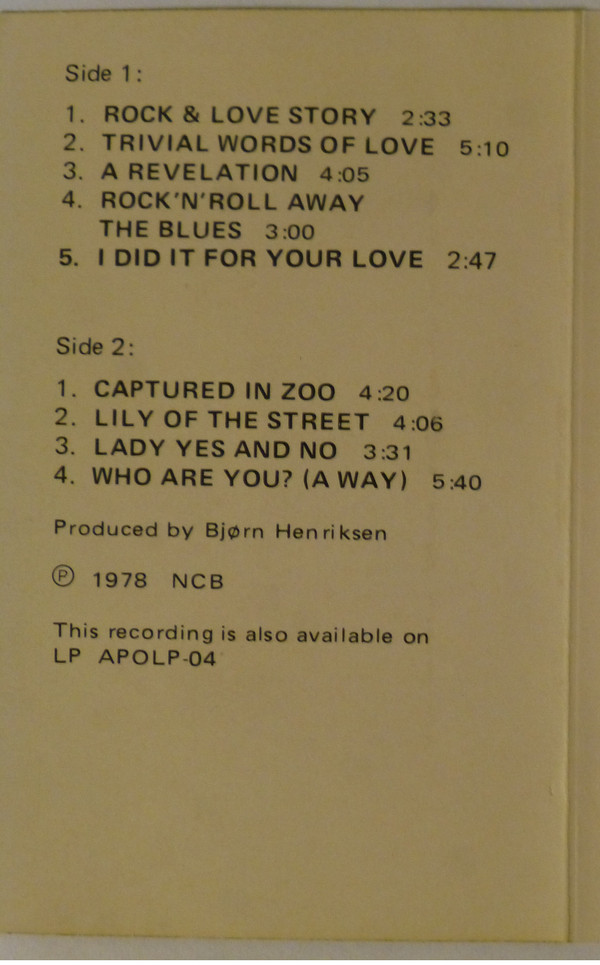 Side 1:
1. ROCK & LOVE STORY 2:33
2. TRIVIAL WORDS OF LOVE 5:10
3. A REVELATION 4:05
4. ROCK'N'ROLL AWAY
THE BLUES 3:00
5. I DID IT FOR YOUR LOVE 2:47
Side 2:
1. CAPTURED IN ZOO 4:20
2. LILY OF THE STREET 4:06
3. LADY YES AND NO 3:31
4. WHO ARE YOU? (A WAY) 5:40
Produced by Bjørn Henriksen
℗ 1978 NCB
This recording is also available on
LP APOLP-04